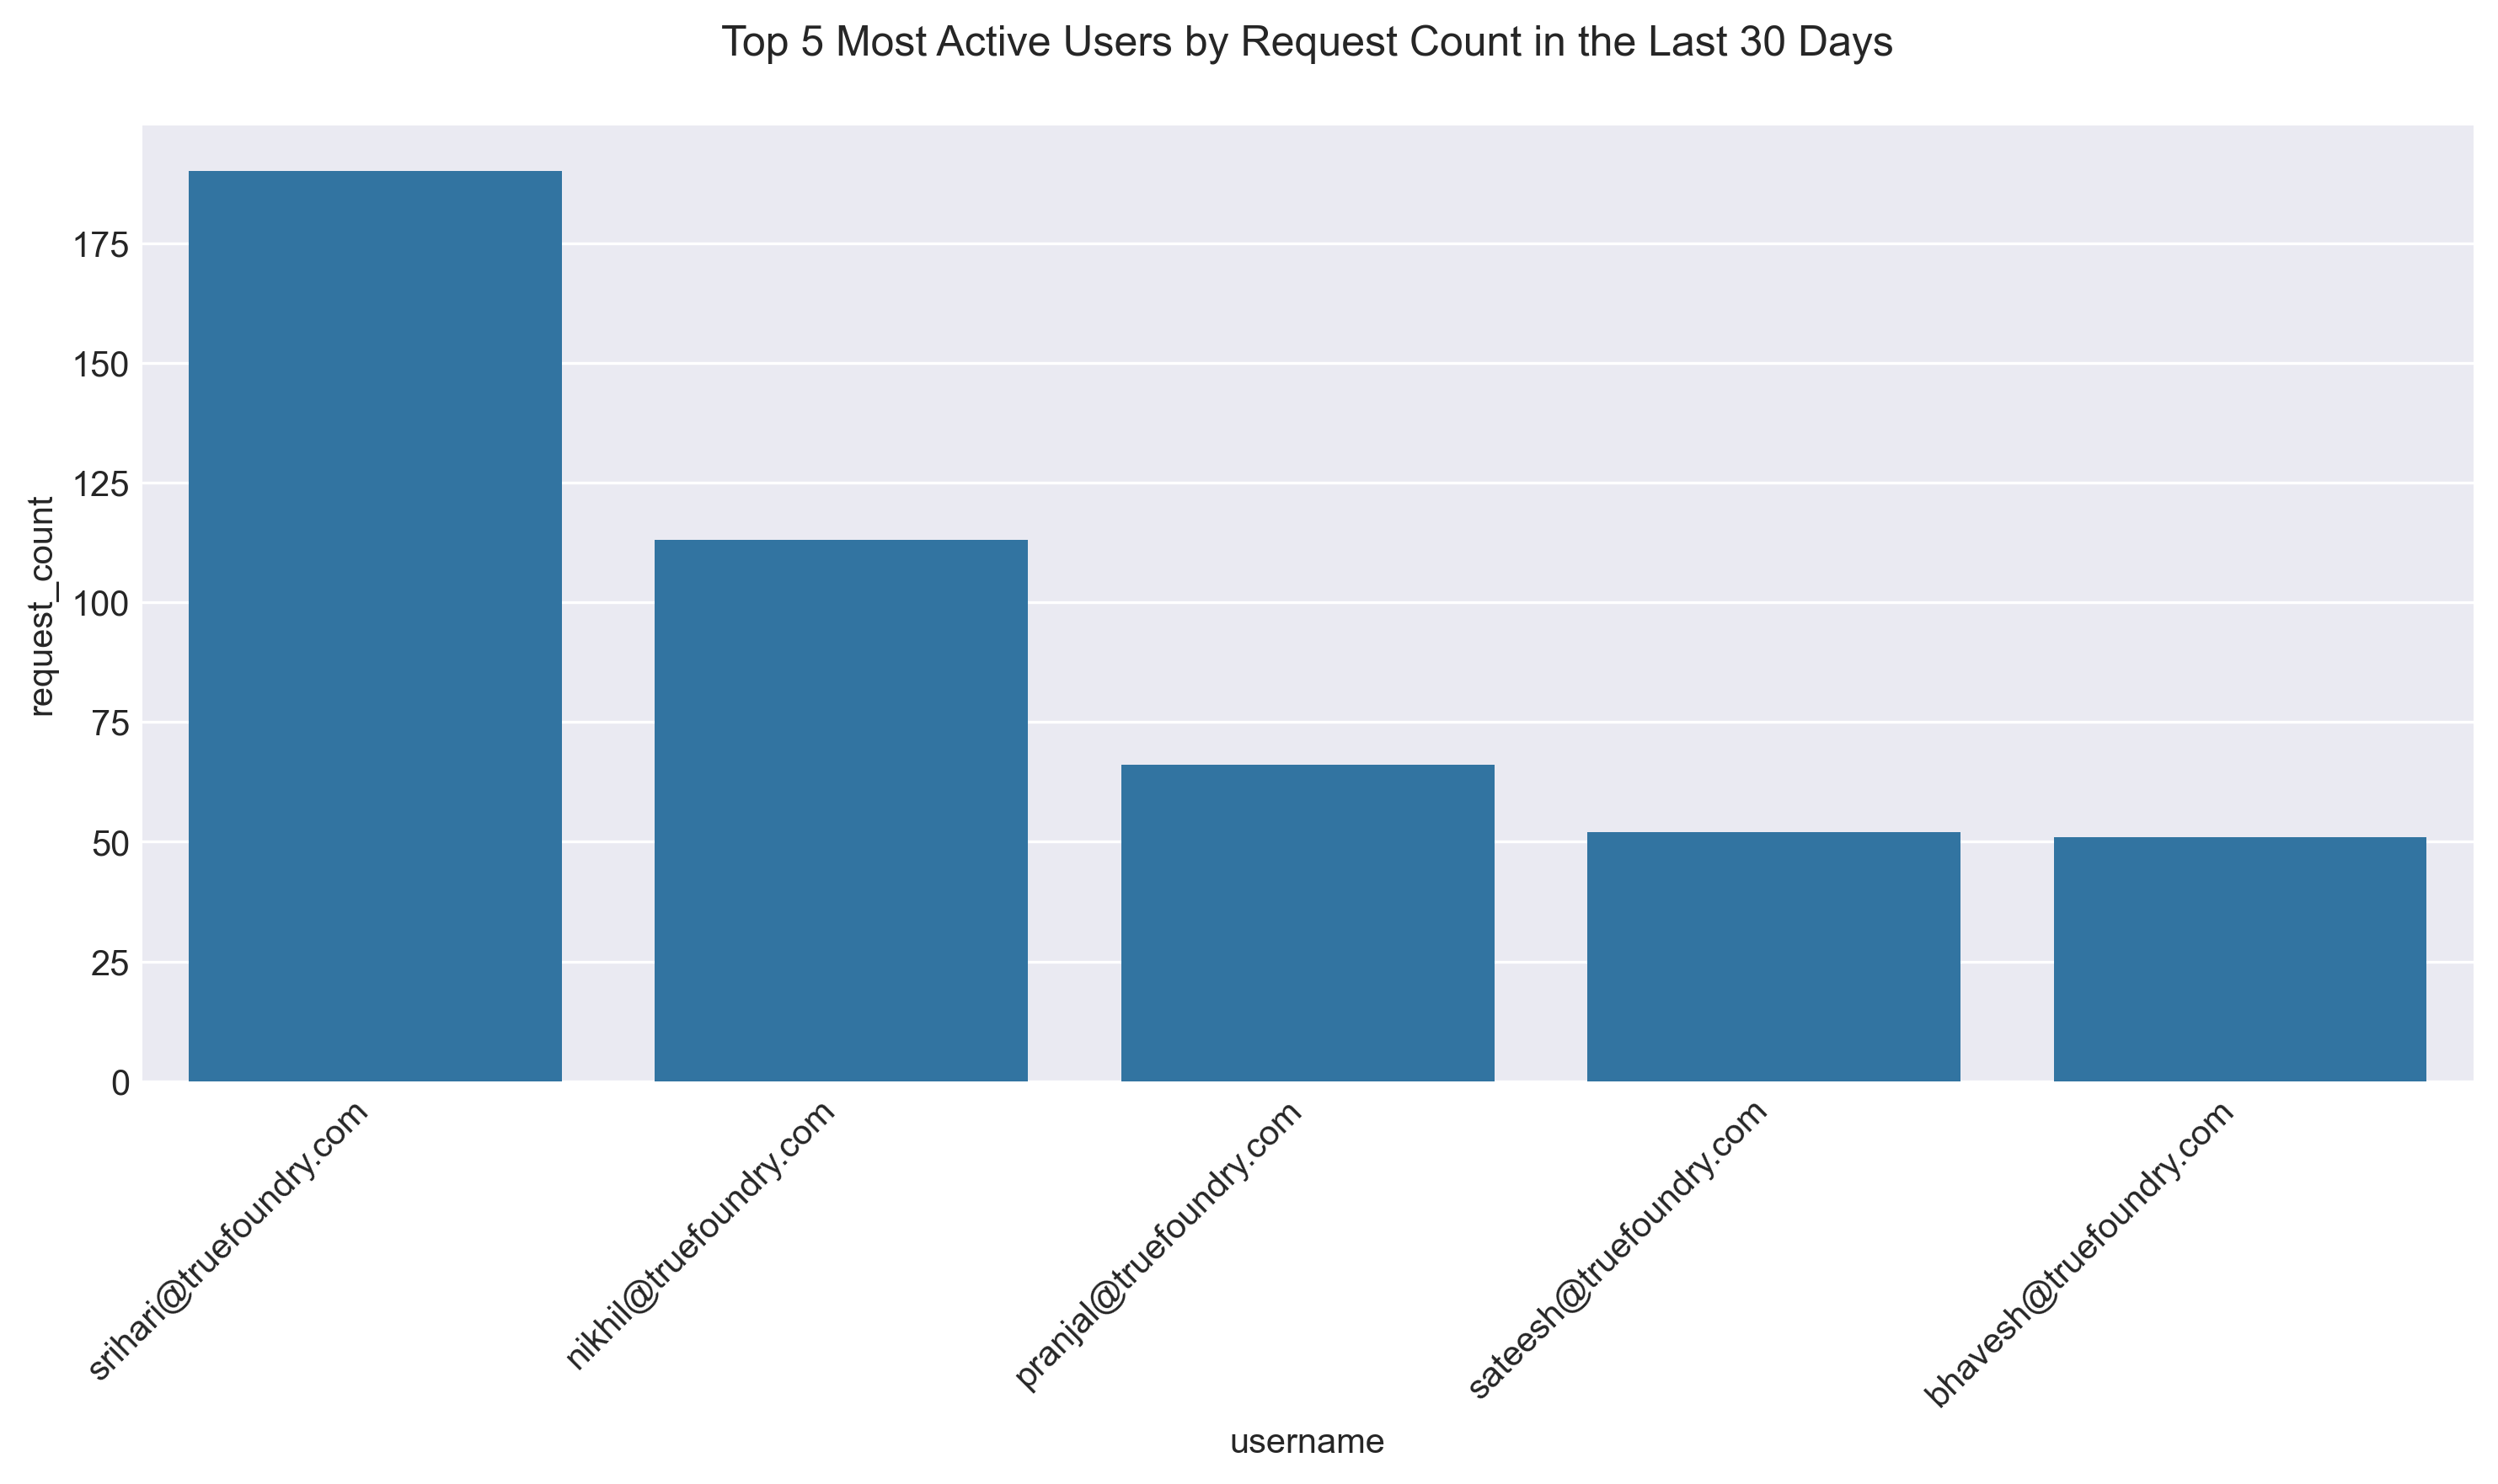 Top 5 Most Active Users by Request Count in the Last 30 Days
request_count
175
150
125
100
75
50
25
0
srihari@truefoundry.com
nikhil@truefoundry.com
pranjal@truefoundry.com
sateesh@truefoundry.com
bhavesh@truefoundry.com
username